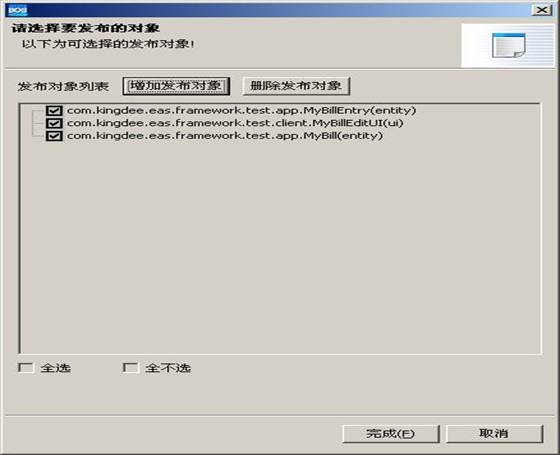 BOS
请选择要发布的对象
以下为可选择的发布对象!
发布对象列表 增加发布对象 删除发布对象
com.kingdee.eas.framework.test.app.MyBillEntry(entity)
com.kingdee.eas.framework.test.client.MyBillEditUI(ui)
com.kingdee.eas.framework.test.app.MyBill(entity)
全选 全不选
完成(F) 取消